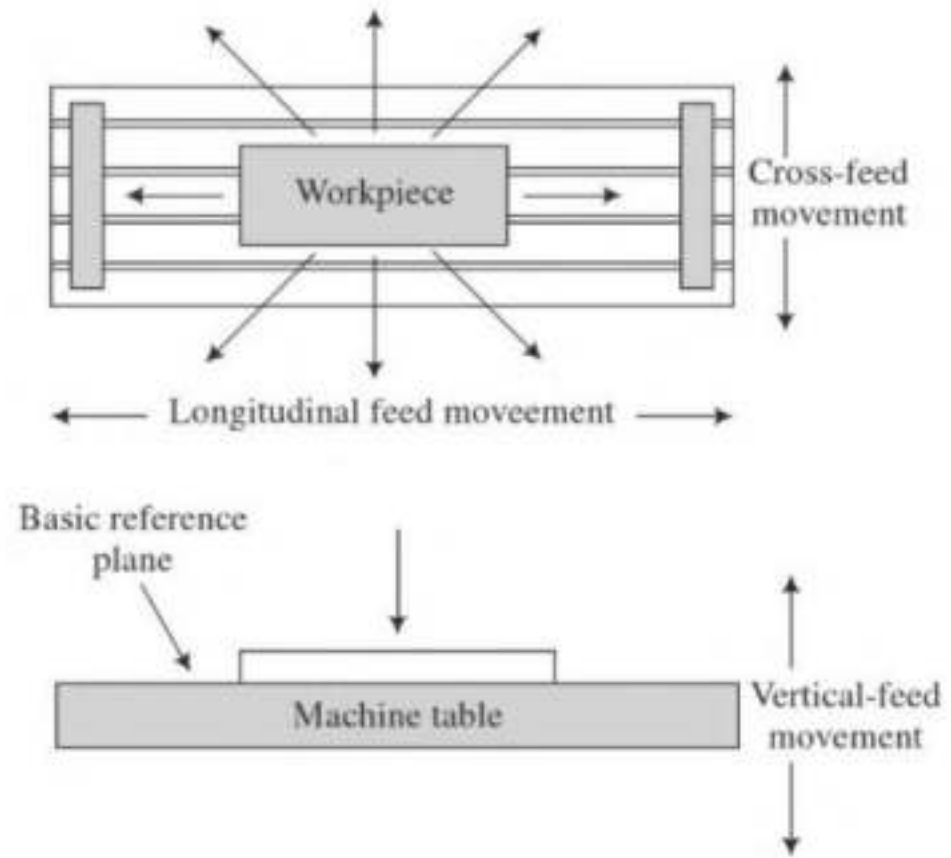 Workpiece
Cross-feed
movement
Longitudinal feed moveement
Basic reference
plane
Machine table
Vertical-feed
movement